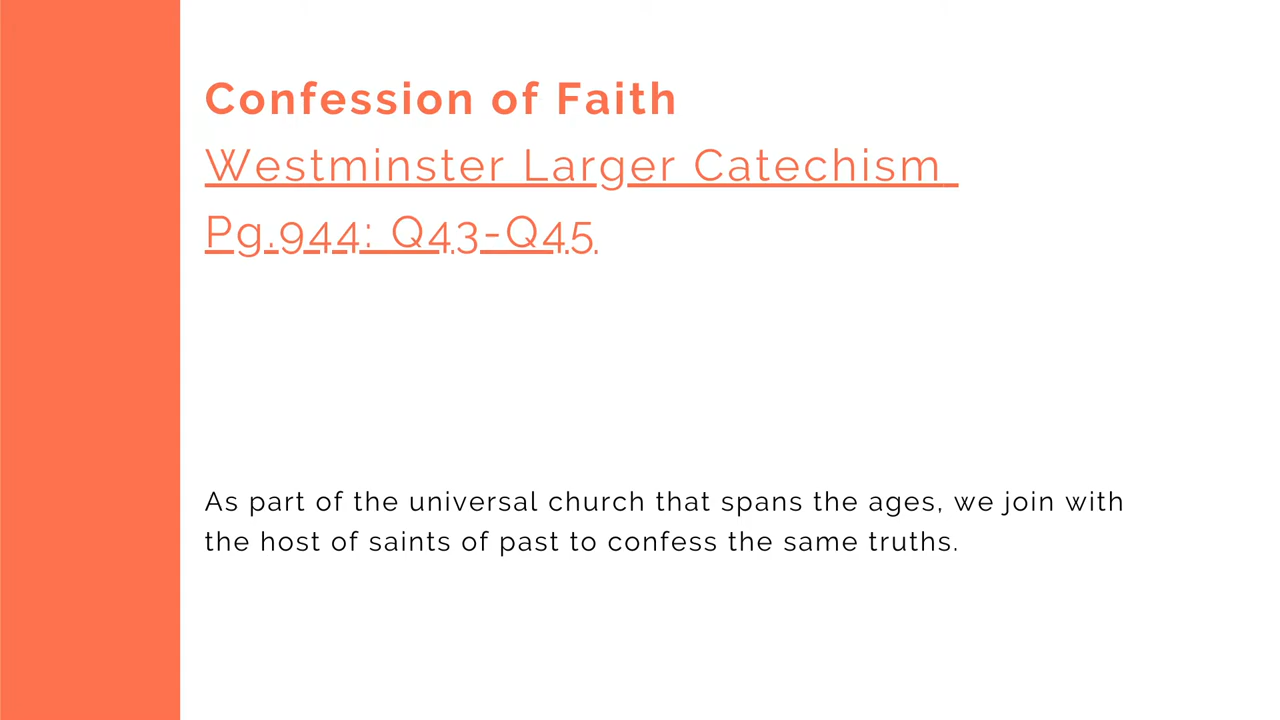 Confession of Faith
Westminster Larger Catechism
Pg.944: Q43-Q45
As part of the universal church that spans the ages, we join with
the host of saints of past to confess the same truths.